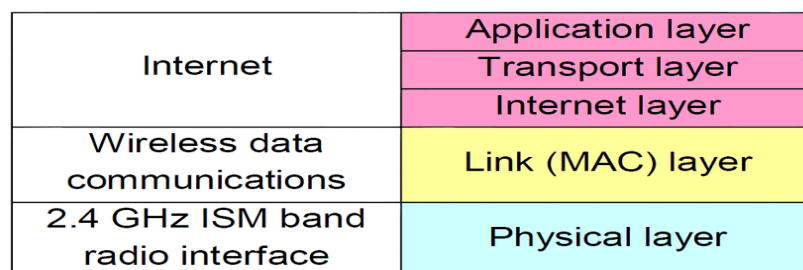 Internet
Application layer
Transport layer
Internet layer
Wireless data
communications
Link (MAC) layer
2.4 GHz ISM band
radio interface
Physical layer